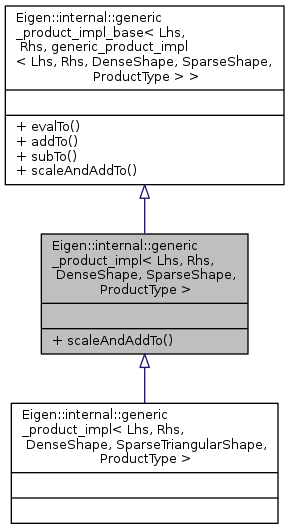 Eigen::internal::generic
_product_impl_base< Lhs,
Rhs, generic_product_impl
< Lhs, Rhs, DenseShape, SparseShape,
ProductType > >
+ evalTo()
+ addTo()
+ subTo()
+ scaleAndAddTo()
Eigen::internal::generic
_product_impl< Lhs, Rhs,
DenseShape, SparseShape,
ProductType >
+ scaleAndAddTo()
Eigen::internal::generic
_product_impl< Lhs, Rhs,
DenseShape, SparseTriangularShape,
ProductType >